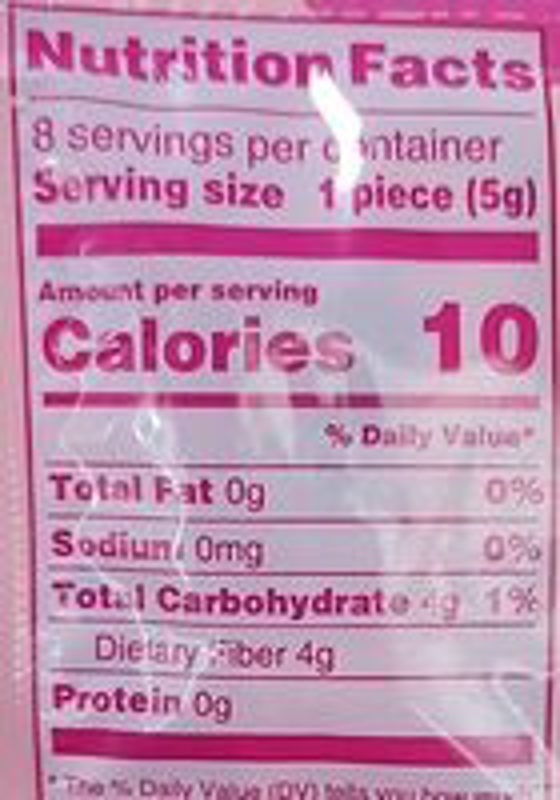 Nutrition Facts
8 servings per container
Serving size 1 piece (5g)
Amount per serving
Calories 10
% Daily Value*
Total Fat 0g 0%
Sodium 0mg 0%
Total Carbohydrate 4g 1%
Dietary Fiber 4g
Protein 0g
* The % Daily Value (DV) tells you how much